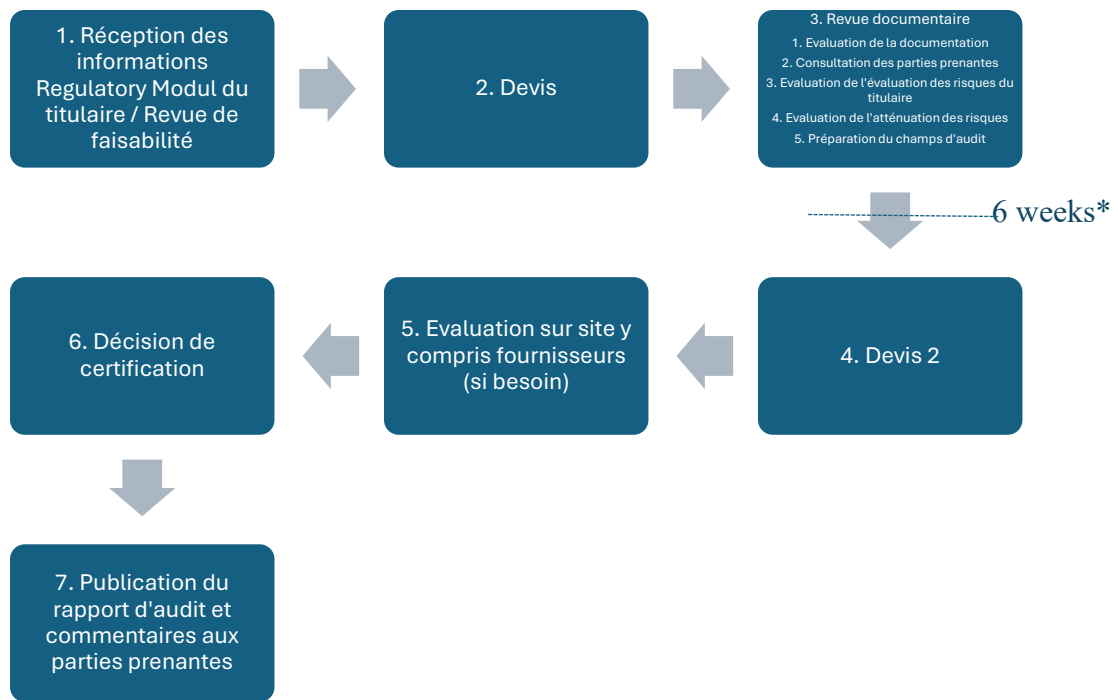 1. Réception des
informations
Regulatory Modul du
titulaire / Revue de
faisabilité
2. Devis
3. Revue documentaire
1. Evaluation de la documentation
2. Consultation des parties prenantes
3. Evaluation de l'évaluation des risques du
titulaire
4. Evaluation de l'atténuation des risques
5. Préparation du champs d'audit
6 weeks*
4. Devis 2
5. Evaluation sur site y
compris fournisseurs
(si besoin)
6. Décision de
certification
7. Publication du
rapport d'audit et
commentaires aux
parties prenantes